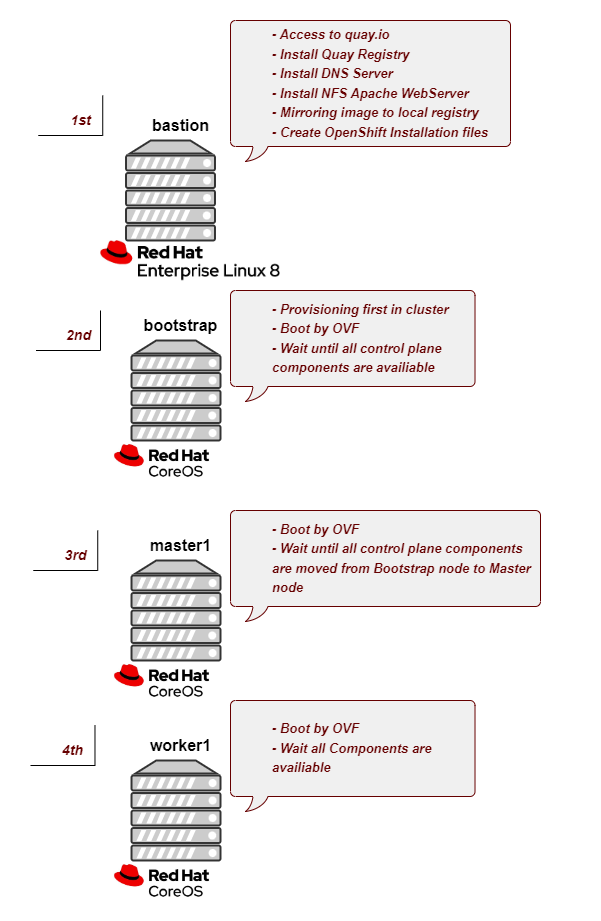 - Access to quay.io
- Install Quay Registry
- Install DNS Server
- Install NFS Apache WebServer
- Mirroring image to local registry
- Create OpenShift Installation files
1st
bastion
Red Hat
Enterprise Linux 8
- Provisioning first in cluster
- Boot by OVF
- Wait until all control plane
components are availiable
2nd
bootstrap
Red Hat
CoreOS
- Boot by OVF
- Wait until all control plane components
are moved from Bootstrap node to Master
node
3rd
master1
Red Hat
CoreOS
- Boot by OVF
- Wait all Components are
availiable
4th
worker1
Red Hat
CoreOS